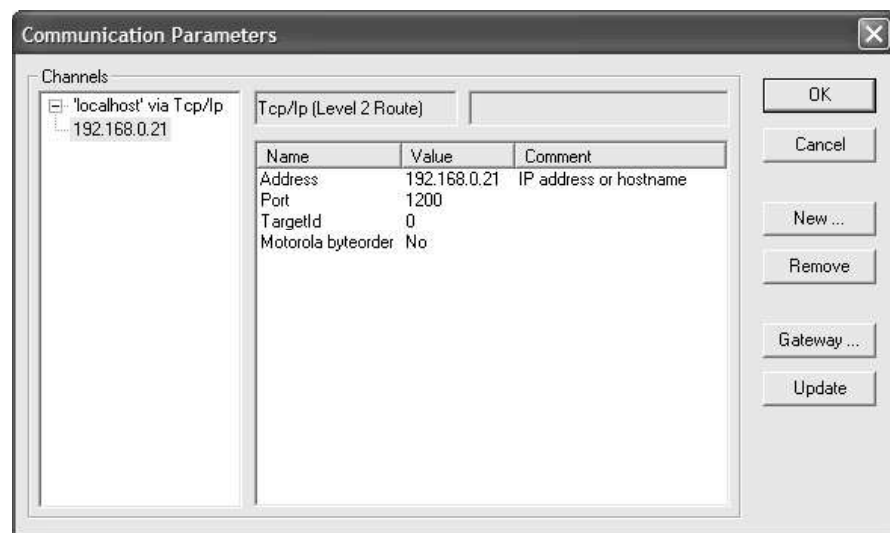 Communication Parameters
Channels
'localhost' via Tcp/Ip
192.168.0.21
Tcp/Ip (Level 2 Route)
Name Value Comment
Address 192.168.0.21 IP address or hostname
Port 1200
TargetId 0
Motorola byteorder No
OK
Cancel
New ...
Remove
Gateway ...
Update